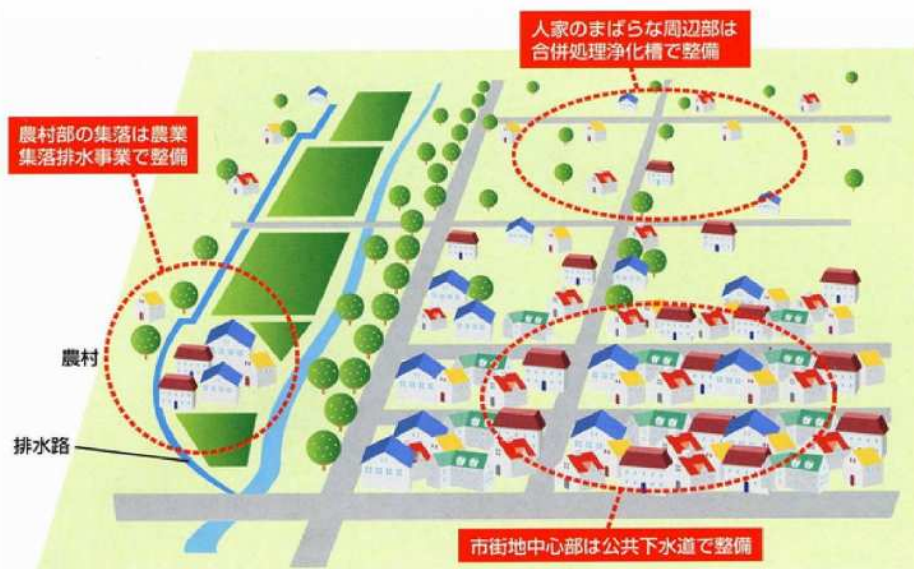 人家のまばらな周辺部は
合併処理浄化槽で整備
農村部の集落は農業
集落排水事業で整備
農村
排水路
市街地中心部は公共下水道で整備